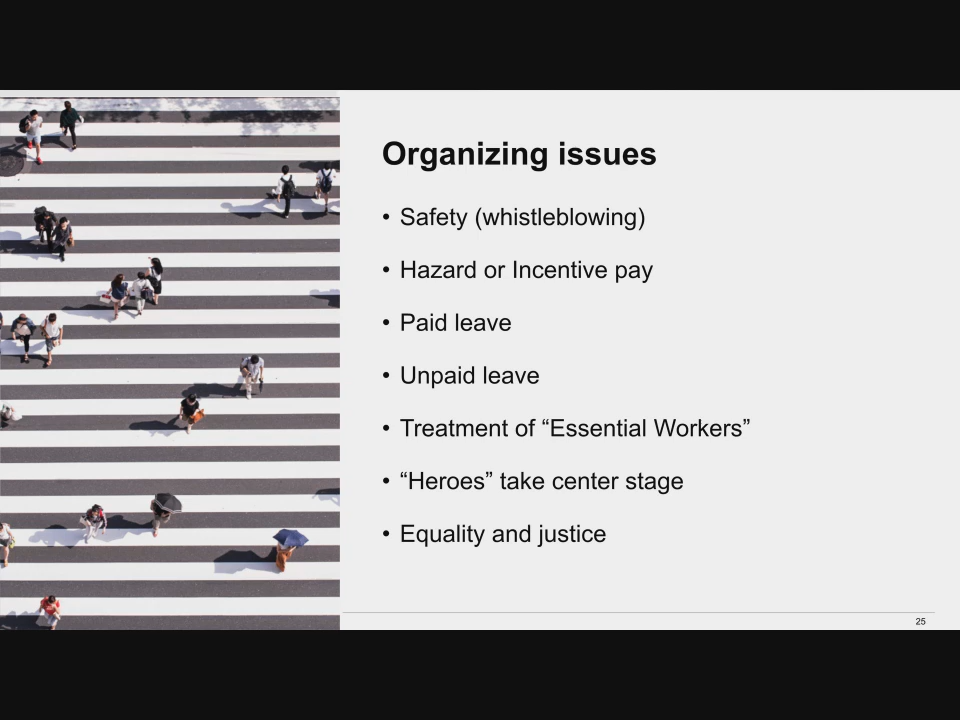 Organizing issues
• Safety (whistleblowing)
• Hazard or Incentive pay
• Paid leave
• Unpaid leave
• Treatment of “Essential Workers”
• “Heroes” take center stage
• Equality and justice
25